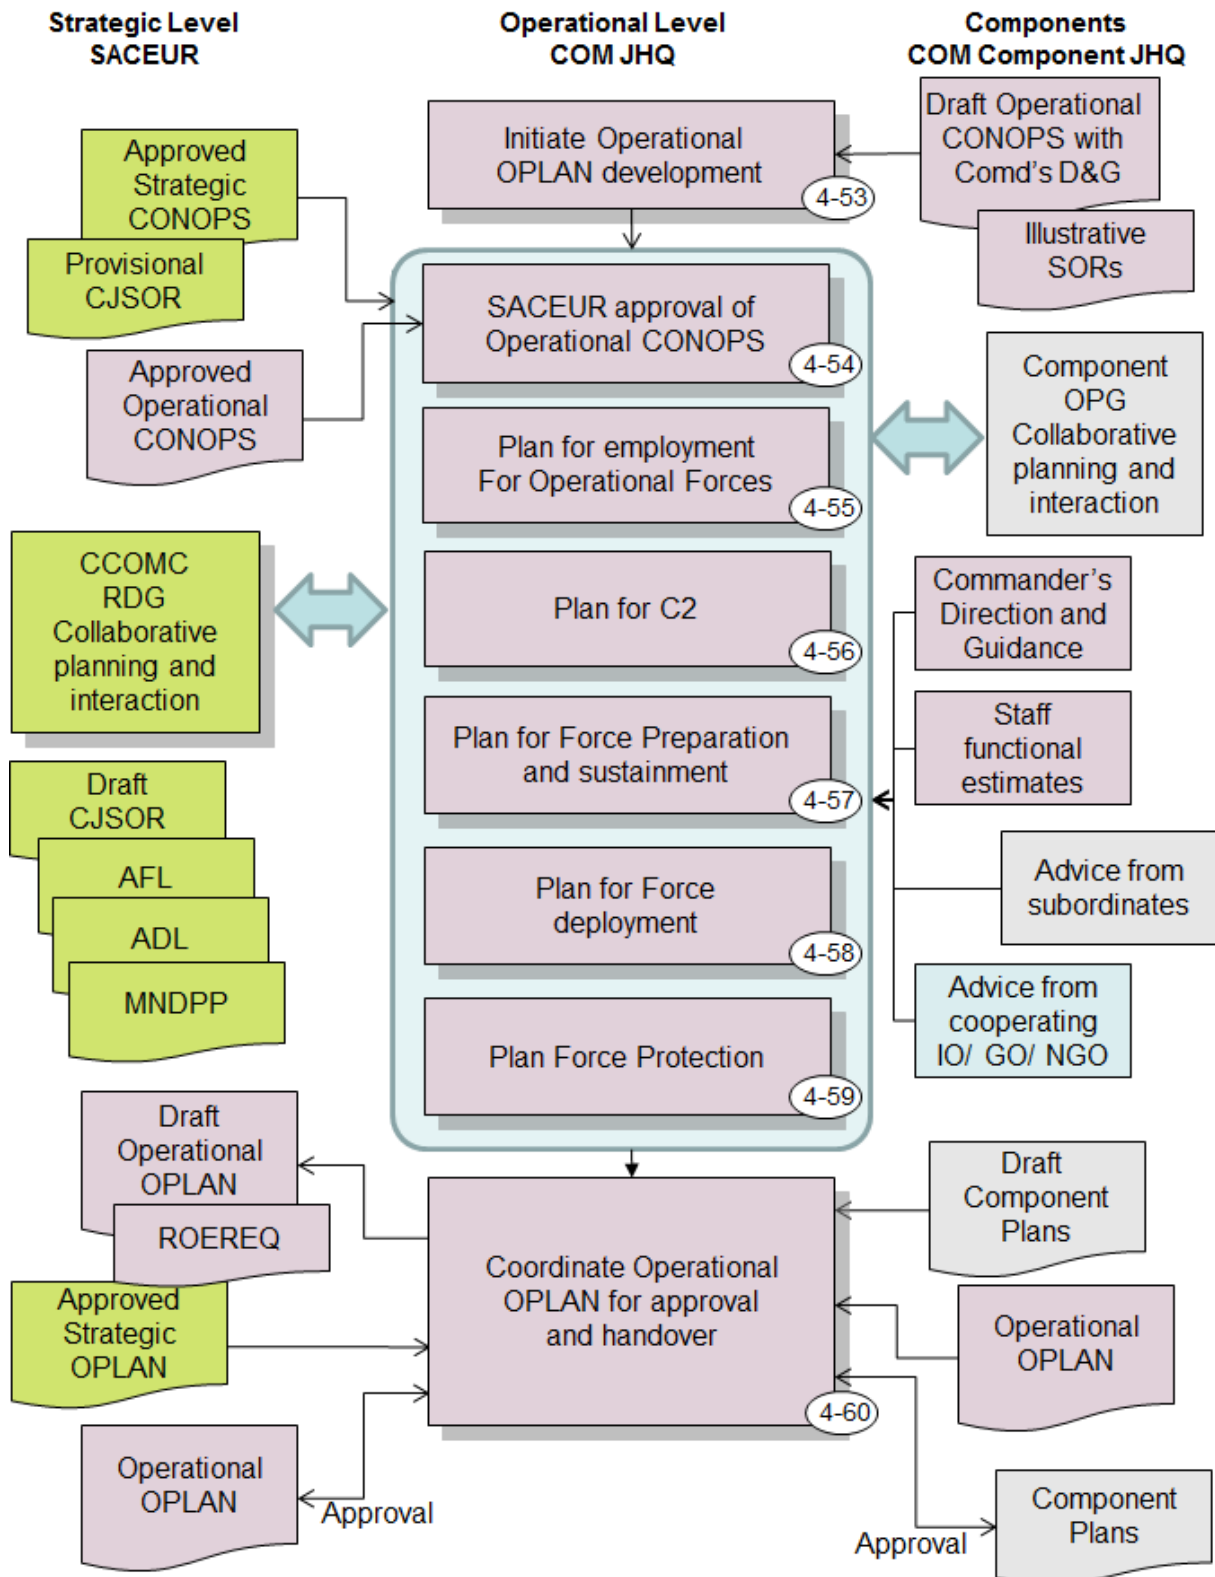 Strategic Level
SACEUR
Operational Level
COM JHQ
Components
COM Component JHQ
Approved
Strategic
CONOPS
Provisional
CJSOR
Approved
Operational
CONOPS
CCOMC
RDG
Collaborative
planning and
interaction
Draft
CJSOR
AFL
ADL
MNDPP
Draft
Operational
OPLAN
ROEREQ
Approved
Strategic
OPLAN
Operational
OPLAN
Approval
Initiate Operational
OPLAN development
4-53
SACEUR approval of
Operational CONOPS
4-54
Plan for employment
For Operational Forces
4-55
Plan for C2
4-56
Plan for Force Preparation
and sustainment
4-57
Plan for Force
deployment
4-58
Plan Force Protection
4-59
Coordinate Operational
OPLAN for approval
and handover
4-60
Draft Operational
CONOPS with
Comd's D&G
Illustrative
SORs
Component
OPG
Collaborative
planning and
interaction
Commander's
Direction and
Guidance
Staff
functional
estimates
Advice from
subordinates
Advice from
cooperating
IO/ GO/ NGO
Draft
Component
Plans
Operational
OPLAN
Component
Plans
Approval